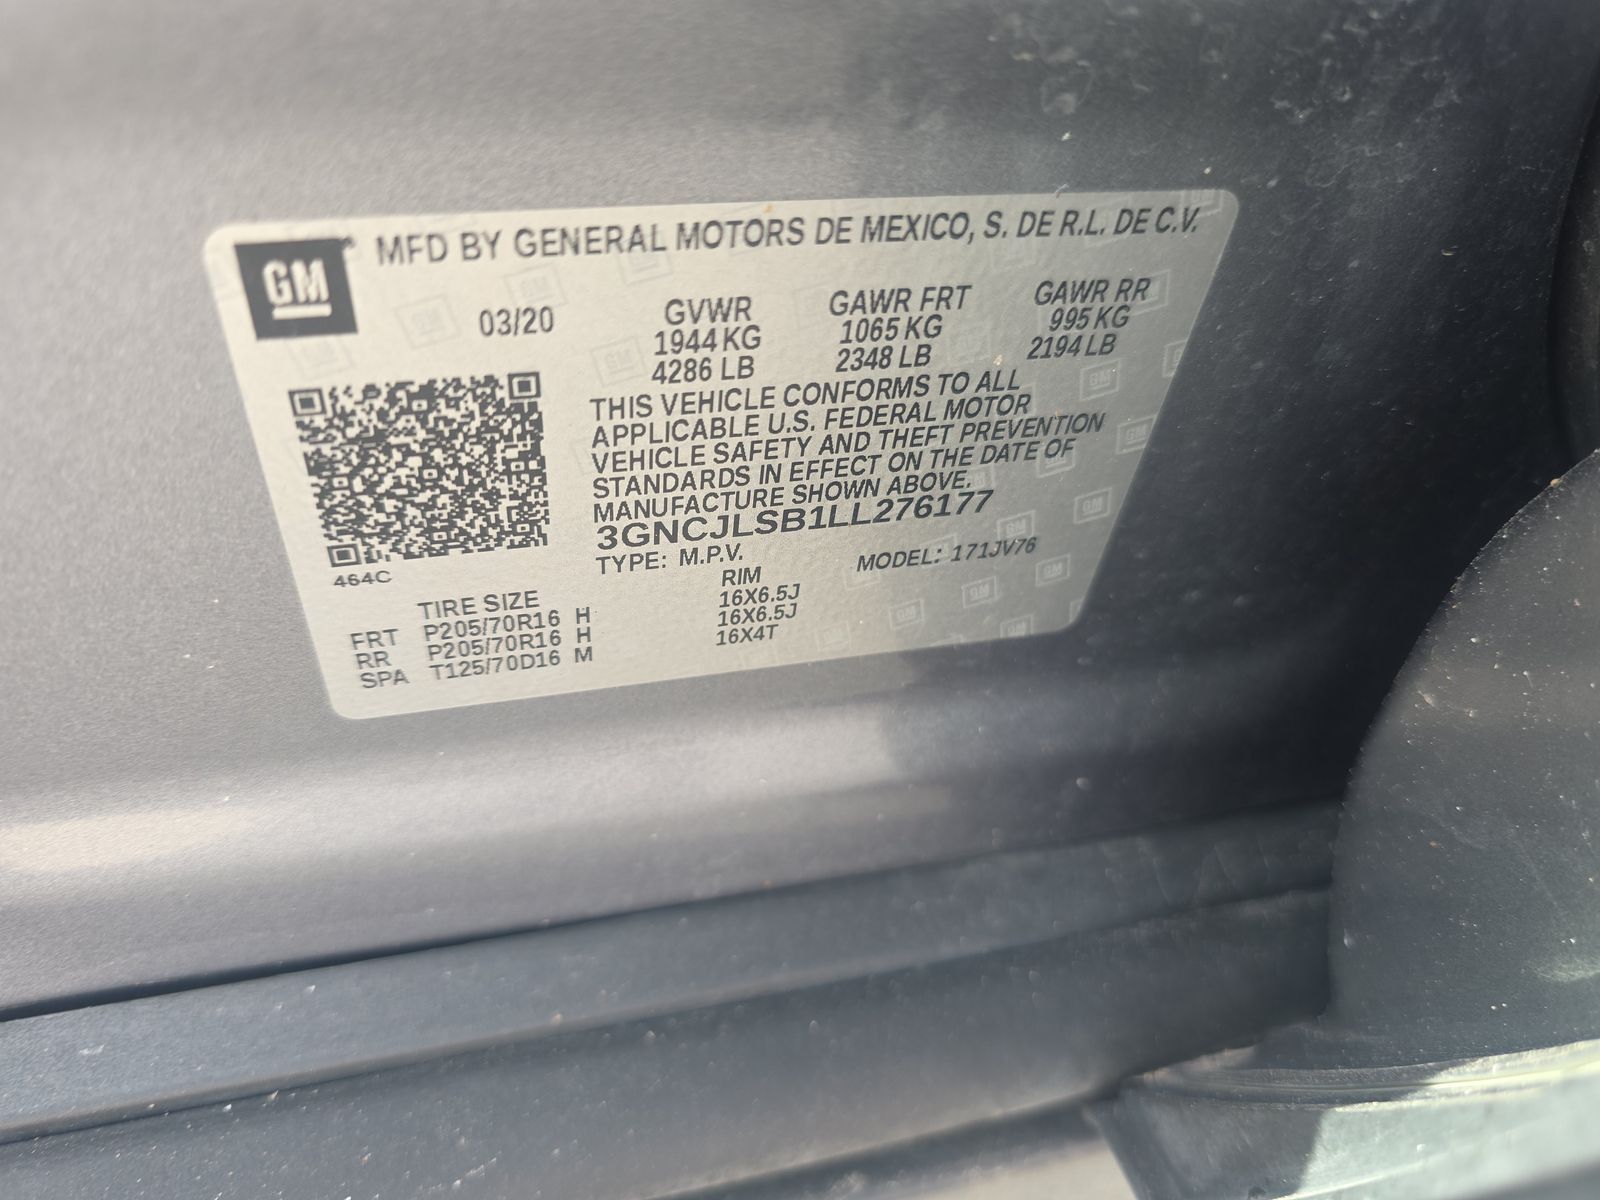 GM
MFD BY GENERAL MOTORS DE MEXICO, S. DE R.L. DE C.V.
03/20
GVWR GAWR FRT GAWR RR
1944 KG 1065 KG 995 KG
4286 LB 2348 LB 2194 LB
THIS VEHICLE CONFORMS TO ALL
APPLICABLE U.S. FEDERAL MOTOR
VEHICLE SAFETY AND THEFT PREVENTION
STANDARDS IN EFFECT ON THE DATE OF
MANUFACTURE SHOWN ABOVE.
3GNCJLSB1LL276177
TYPE: M.P.V. MODEL: 171JV76
464C
TIRE SIZE RIM
FRT P205/70R16 H 16X6.5J
RR P205/70R16 H 16X6.5J
SPA T125/70D16 M 16X4T